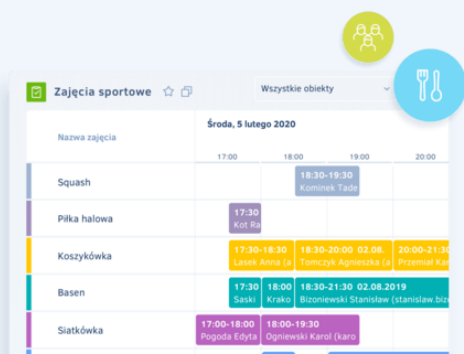 Zajęcia sportowe
Wszystkie obiekty
Nazwa zajęcia
Środa, 5 lutego 2020
17:00 18:00 19:00 20:00
Squash
18:30-19:30
Kominek Tade
Piłka halowa
17:30
Kot Ra
Koszykówka
17:30-18:30 18:30-20:00 02.08. 20:00-21:30
Lasek Anna (a Tomczyk Agnieszka (a Przemiał Kar
Basen
17:30 18:00 18:30-21:30 02.08.2019
Saski Krako Bizoniewski Stanisław (stanislaw.bizo
Siatkówka
17:00-18:00 18:00-19:30
Pogoda Edyta Ogniewski Karol (karo